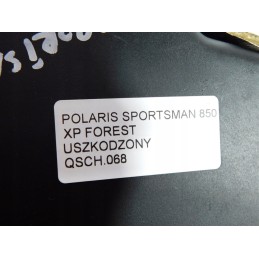 POLARIS SPORTSMAN 850
XP FOREST
USZKODZONY
QSCH.068